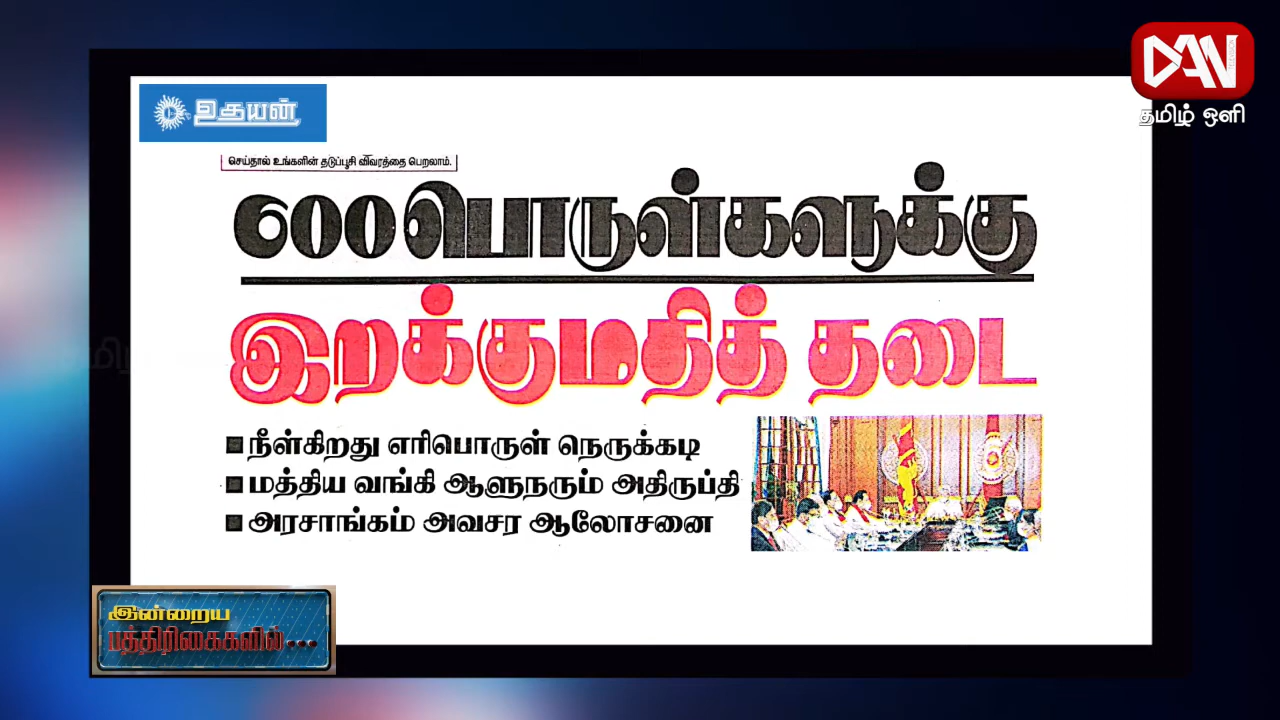 DAN
தமிழ் ஒளி
உதயன்
செய்தால் உங்களின் தடுப்பூசி விவரத்தை பெறலாம்.
600 பொருள்களுக்கு
இறக்குமதித் தடை
நீள்கிறது எரிபொருள் நெருக்கடி
மத்திய வங்கி ஆளுநரும் அதிருப்தி
அரசாங்கம் அவசர ஆலோசனை
இன்றைய
பத்திரிகைகளில்...